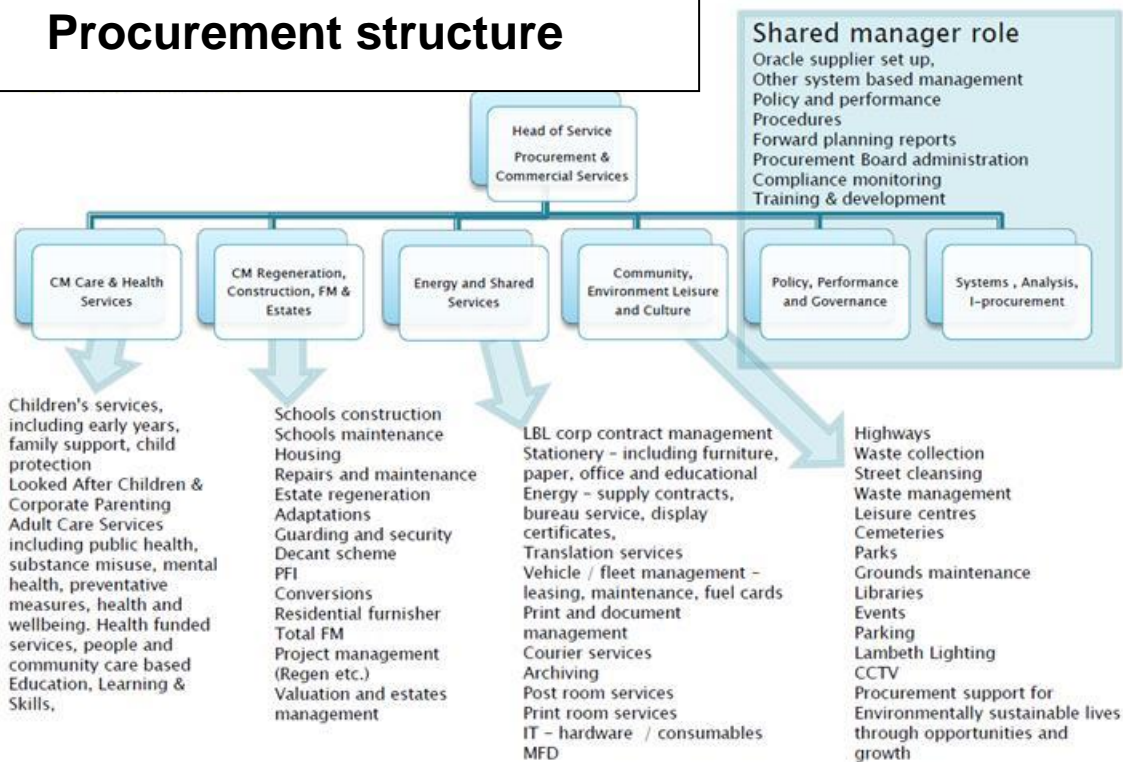 Procurement structure
Shared manager role
Oracle supplier set up,
Other system based management
Policy and performance
Procedures
Forward planning reports
Procurement Board administration
Compliance monitoring
Training & development
Head of Service
Procurement &
Commercial Services
CM Care & Health
Services
CM Regeneration,
Construction, FM &
Estates
Energy and Shared
Services
Community,
Environment Leisure
and Culture
Policy, Performance
and Governance
Systems , Analysis,
I-procurement
Children's services,
including early years,
family support, child
protection
Looked After Children &
Corporate Parenting
Adult Care Services
including public health,
substance misuse, mental
health, preventative
measures, health and
wellbeing. Health funded
services, people and
community care based
Education, Learning &
Skills,
Schools construction
Schools maintenance
Housing
Repairs and maintenance
Estate regeneration
Adaptations
Guarding and security
Decant scheme
PFI
Conversions
Residential furnisher
Total FM
Project management
(Regen etc.)
Valuation and estates
management
LBL corp contract management
Stationery – including furniture,
paper, office and educational
Energy – supply contracts,
bureau service, display
certificates,
Translation services
Vehicle / fleet management –
leasing, maintenance, fuel cards
Print and document
management
Courier services
Archiving
Post room services
Print room services
IT – hardware / consumables
MFD
Highways
Waste collection
Street cleansing
Waste management
Leisure centres
Cemeteries
Parks
Grounds maintenance
Libraries
Events
Parking
Lambeth Lighting
CCTV
Procurement support for
Environmentally sustainable lives
through opportunities and
growth